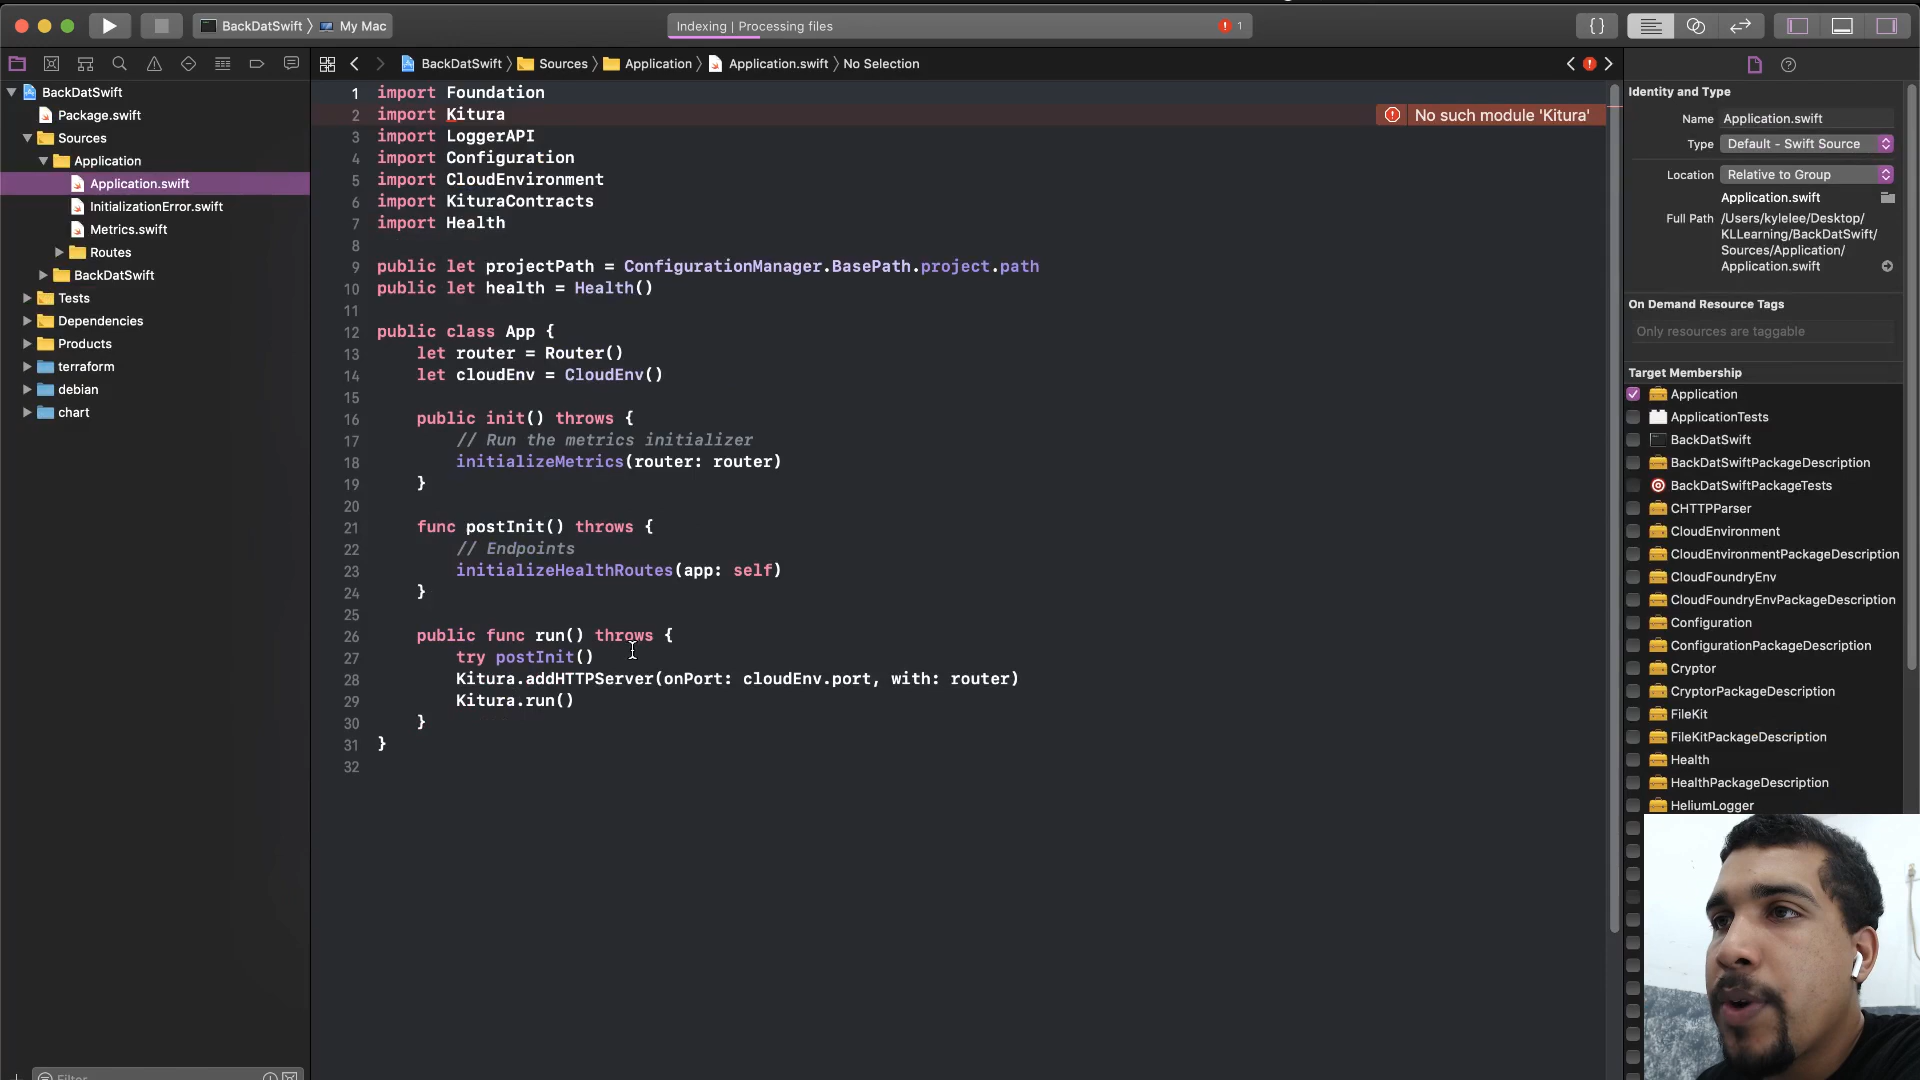 BackDatSwift 〉 My Mac
Indexing | Processing files
1
{}
BackDatSwift 〉 Sources 〉 Application 〉 Application.swift 〉 No Selection
BackDatSwift
Package.swift
Sources
Application
Application.swift
InitializationError.swift
Metrics.swift
Routes
BackDatSwift
Tests
Dependencies
Products
terraform
debian
chart
Filter
1 import Foundation
2 import Kitura
No such module 'Kitura'
3 import LoggerAPI
4 import Configuration
5 import CloudEnvironment
6 import KituraContracts
7 import Health
8
9 public let projectPath = ConfigurationManager.BasePath.project.path
10 public let health = Health()
11
12 public class App {
13 let router = Router()
14 let cloudEnv = CloudEnv()
15
16 public init() throws {
17 // Run the metrics initializer
18 initializeMetrics(router: router)
19 }
20
21 func postInit() throws {
22 // Endpoints
23 initializeHealthRoutes(app: self)
24 }
25
26 public func run() throws {
27 try postInit()
28 Kitura.addHTTPServer(onPort: cloudEnv.port, with: router)
29 Kitura.run()
30 }
31 }
32
Identity and Type
Name Application.swift
Type Default - Swift Source
Location Relative to Group
Application.swift
Full Path /Users/kylelee/Desktop/
KLLearning/BackDatSwift/
Sources/Application/
Application.swift
On Demand Resource Tags
Only resources are taggable
Target Membership
Application
ApplicationTests
BackDatSwift
BackDatSwiftPackageDescription
BackDatSwiftPackageTests
CHTTPParser
CloudEnvironment
CloudEnvironmentPackageDescription
CloudFoundryEnv
CloudFoundryEnvPackageDescription
Configuration
ConfigurationPackageDescription
Cryptor
CryptorPackageDescription
FileKit
FileKitPackageDescription
Health
HealthPackageDescription
HeliumLogger